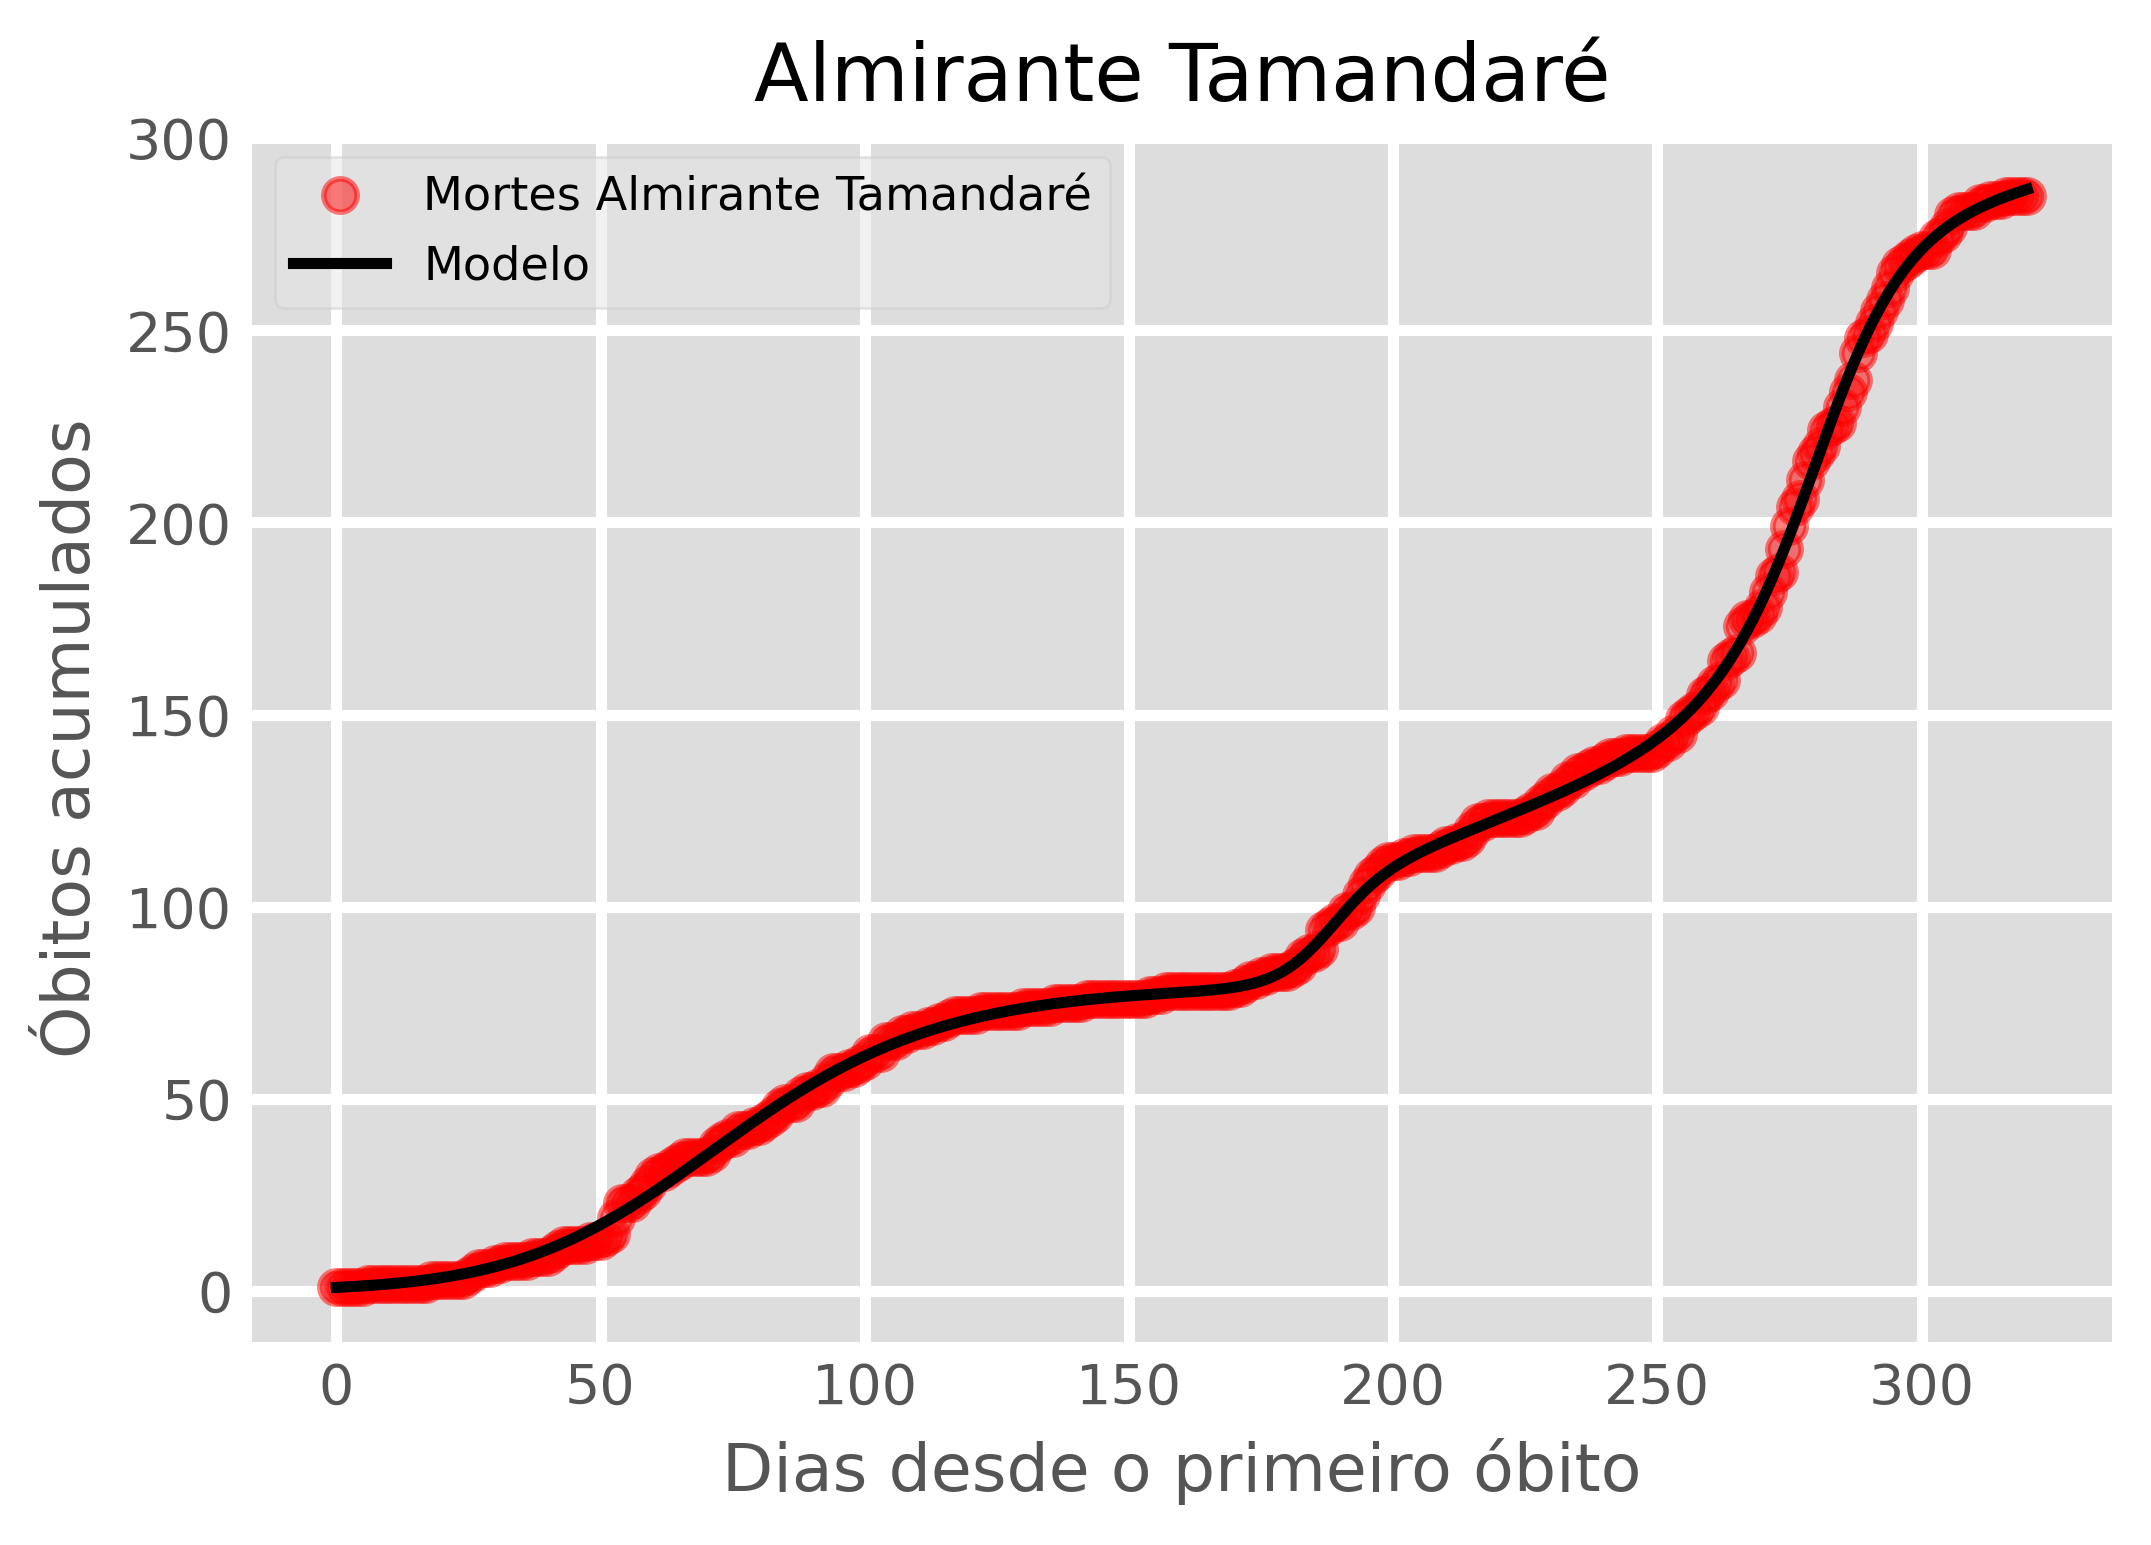 Almirante Tamandaré
300
250
200
150
100
50
0
Óbitos acumulados
Mortes Almirante Tamandaré
Modelo
0 50 100 150 200 250 300
Dias desde o primeiro óbito